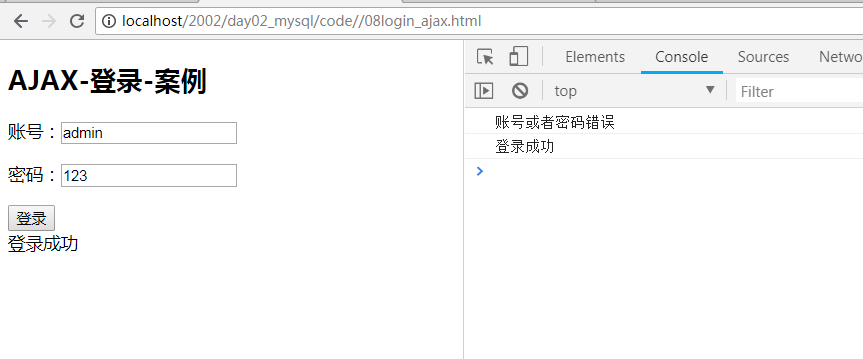 localhost/2002/day02_mysql/code//08login_ajax.html
AJAX-登录-案例
账号：admin
密码：123
登录
登录成功
Elements Console Sources Netwo
top Filter
账号或者密码错误
登录成功